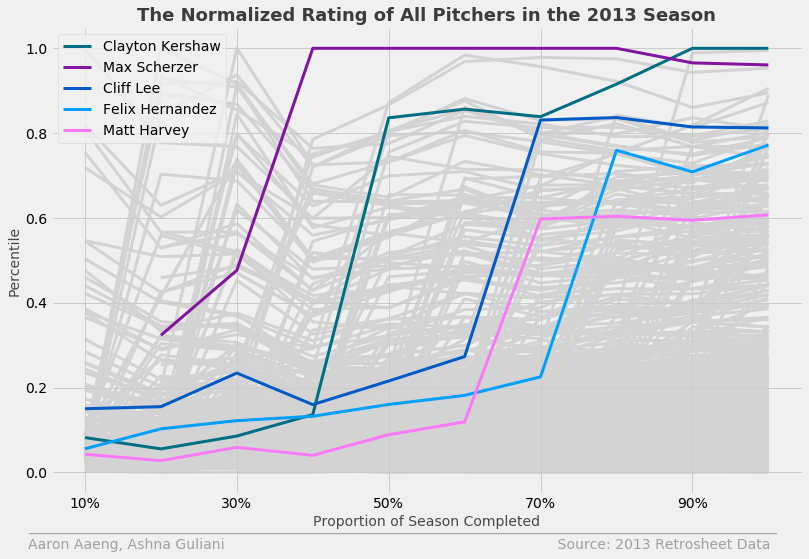 The Normalized Rating of All Pitchers in the 2013 Season
Clayton Kershaw
Max Scherzer
Cliff Lee
Felix Hernandez
Matt Harvey
1.0
0.8
0.6
0.4
0.2
0.0
Percentile
10% 30% 50% 70% 90%
Proportion of Season Completed
Aaron Aaeng, Ashna Guliani Source: 2013 Retrosheet Data